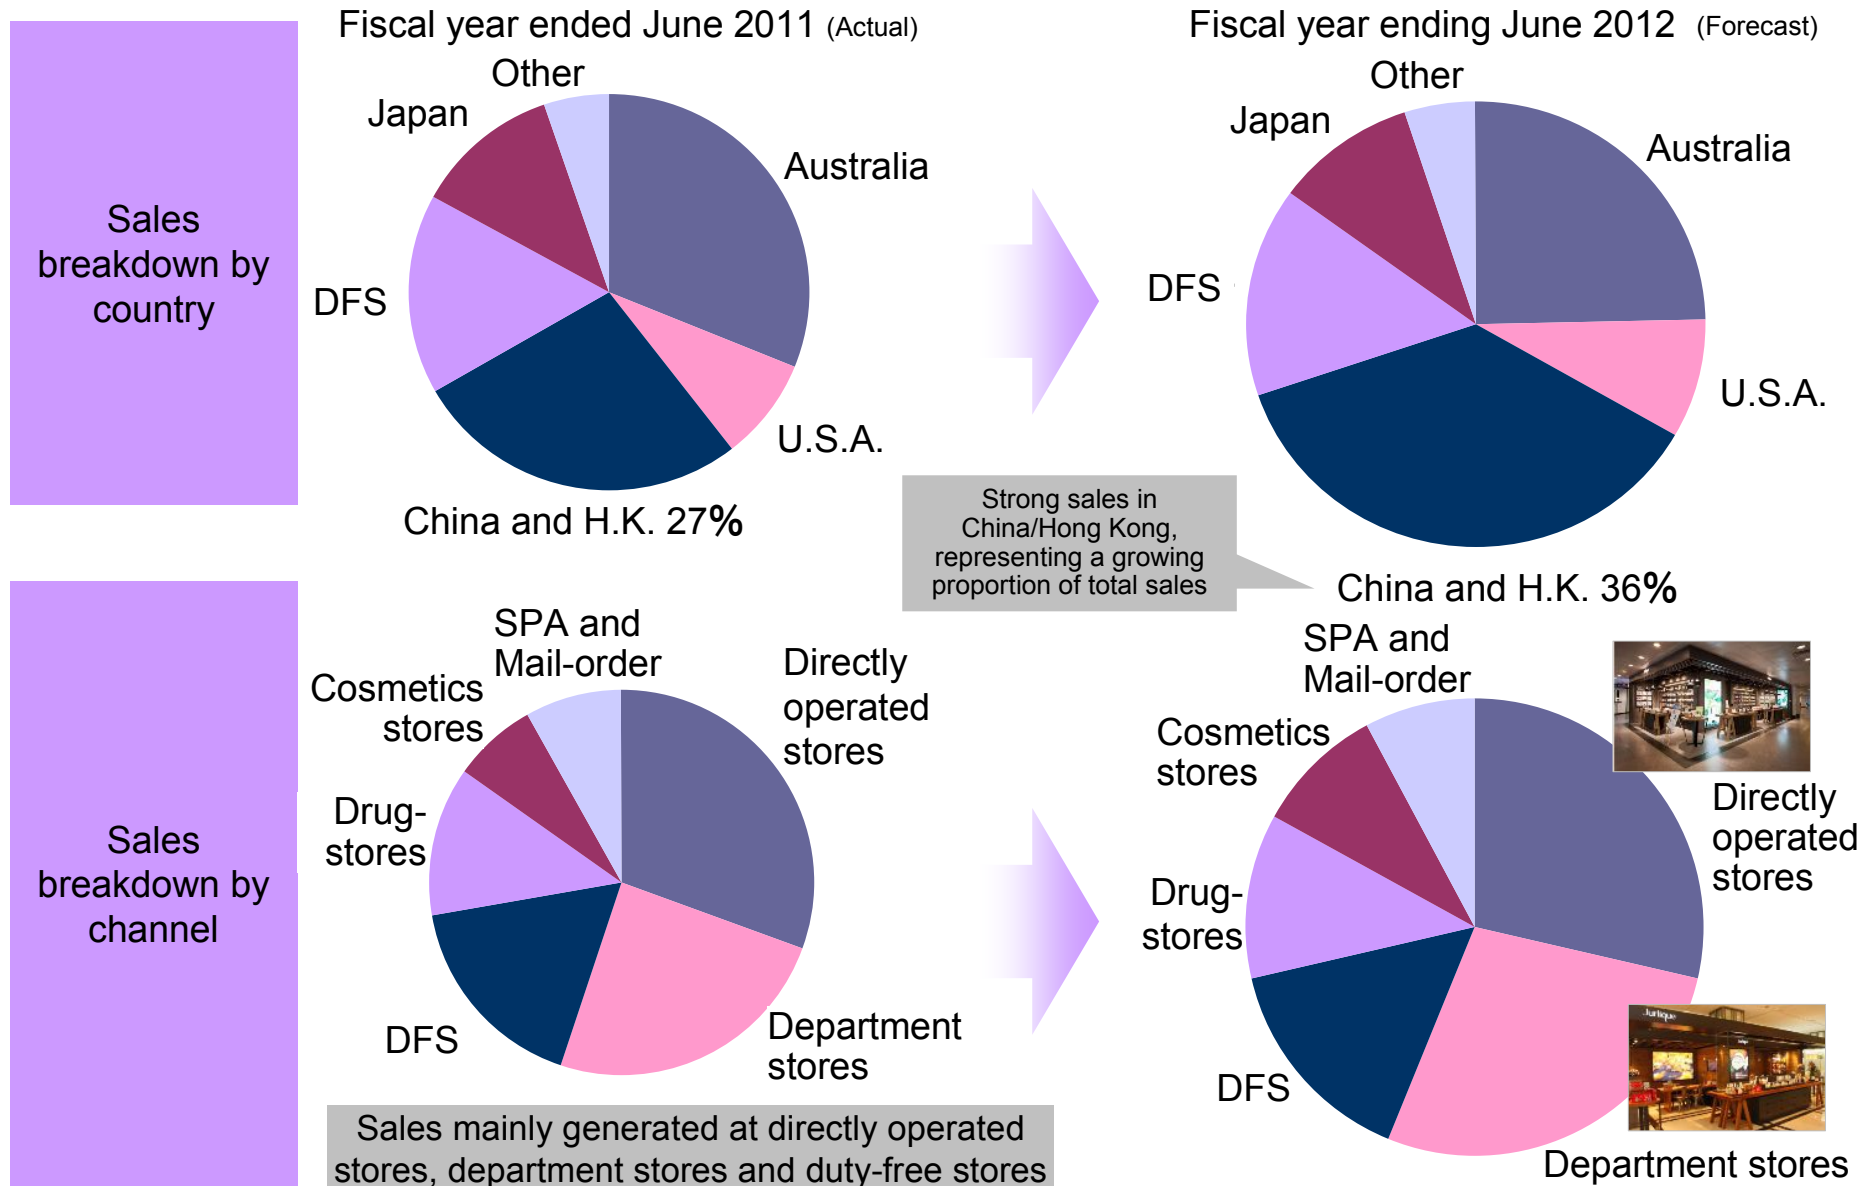 Fiscal year ended June 2011 (Actual)
Fiscal year ending June 2012 (Forecast)
Sales
breakdown by
country
Other
Japan
Australia
DFS
U.S.A.
China and H.K. 27%
Other
Japan
Australia
DFS
U.S.A.
China and H.K. 36%
Strong sales in
China/Hong Kong,
representing a growing
proportion of total sales
Sales
breakdown by
channel
SPA and
Mail-order
Directly
operated
stores
Cosmetics
stores
Drug-
stores
DFS
Department
stores
Sales mainly generated at directly operated
stores, department stores and duty-free stores
SPA and
Mail-order
Cosmetics
stores
Directly
operated
stores
Drug-
stores
DFS
Jurlique
Department stores